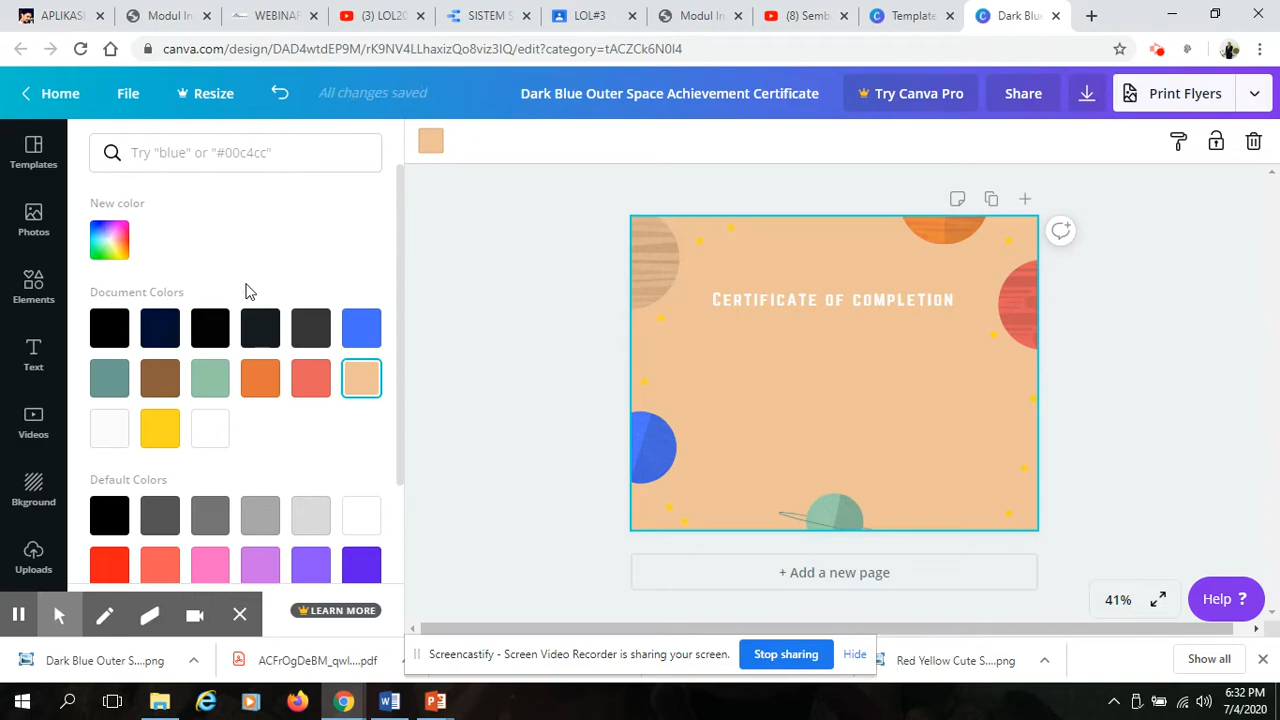 APLIKASI
Modul In
WEBINAR
(3) LOL20
SISTEM S
LOL#3
Modul In
(8) Semb
Template
Dark Blue
canva.com/design/DAD4wtdEP9M/rK9NV4LLhaxizQo8viz3IQ/edit?category=tACZCk6N0I4
Home
File
Resize
All changes saved
Dark Blue Outer Space Achievement Certificate
Try Canva Pro
Share
Print Flyers
Templates
Photos
Elements
Text
Videos
Bkground
Uploads
Try "blue" or "#00c4cc"
New color
Document Colors
Default Colors
LEARN MORE
Certificate of completion
+ Add a new page
41%
Help ?
Screencastify - Screen Video Recorder is sharing your screen.
Stop sharing
Hide
Dark Blue Outer S....png
ACFrOgDeBM_qwl....pdf
Red Yellow Cute S....png
Show all
6:32 PM
7/4/2020